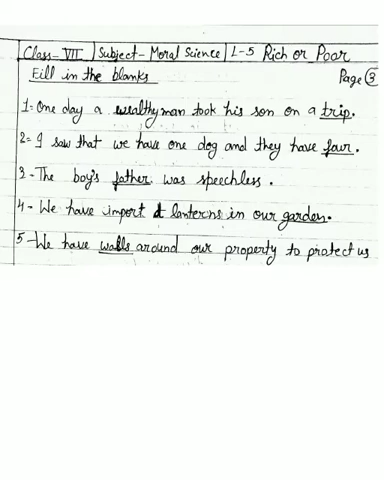 Class- VII | Subject- Moral Science | L-5 Rich or Poor
Fill in the blanks Page 3
1= One day a wealthy man took his son on a trip.
2= I saw that we have one dog and they have four.
3- The boy's father was speechless.
4- We have import d lanterns in our garden.
5- We have walls around our property to protect us